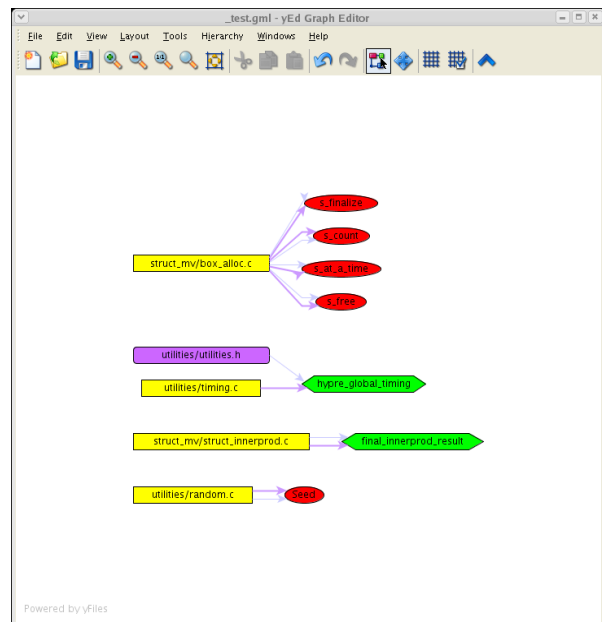 _test.gml - yEd Graph Editor
File Edit View Layout Tools Hierarchy Windows Help
s_finalize
s_count
struct_mv/box_alloc.c
s_at_a_time
s_free
utilities/utilities.h
hypre_global_timing
utilities/timing.c
struct_mv/struct_innerprod.c
final_innerprod_result
utilities/random.c
Seed
Powered by yFiles